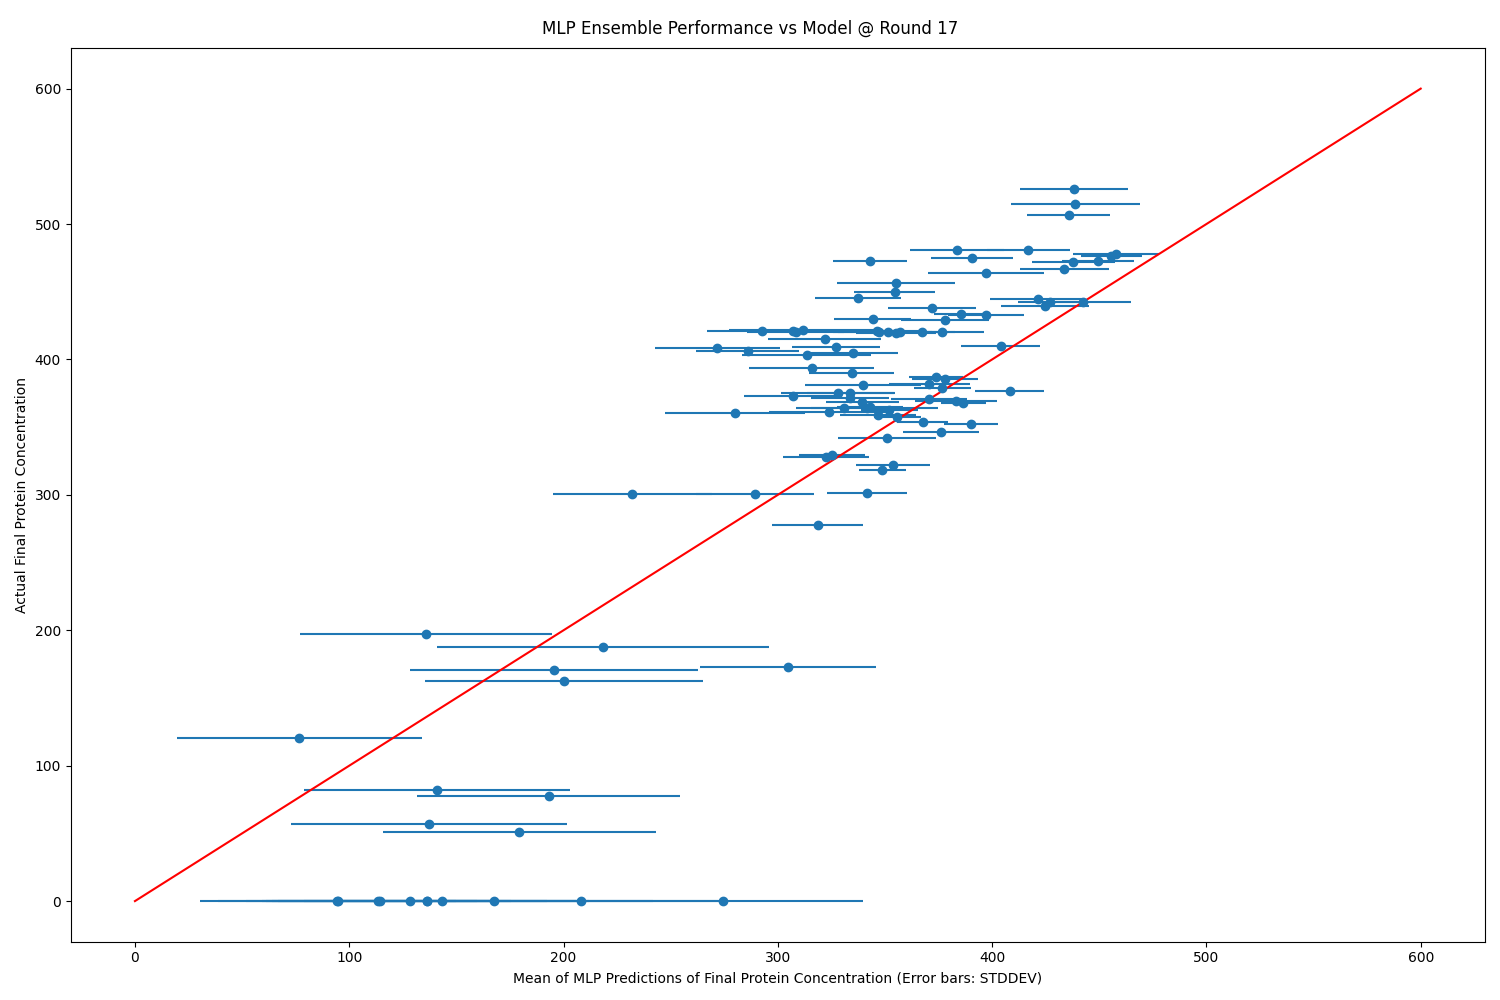 MLP Ensemble Performance vs Model @ Round 17
600
500
400
300
200
100
0
Actual Final Protein Concentration
0 100 200 300 400 500 600
Mean of MLP Predictions of Final Protein Concentration (Error bars: STDDEV)